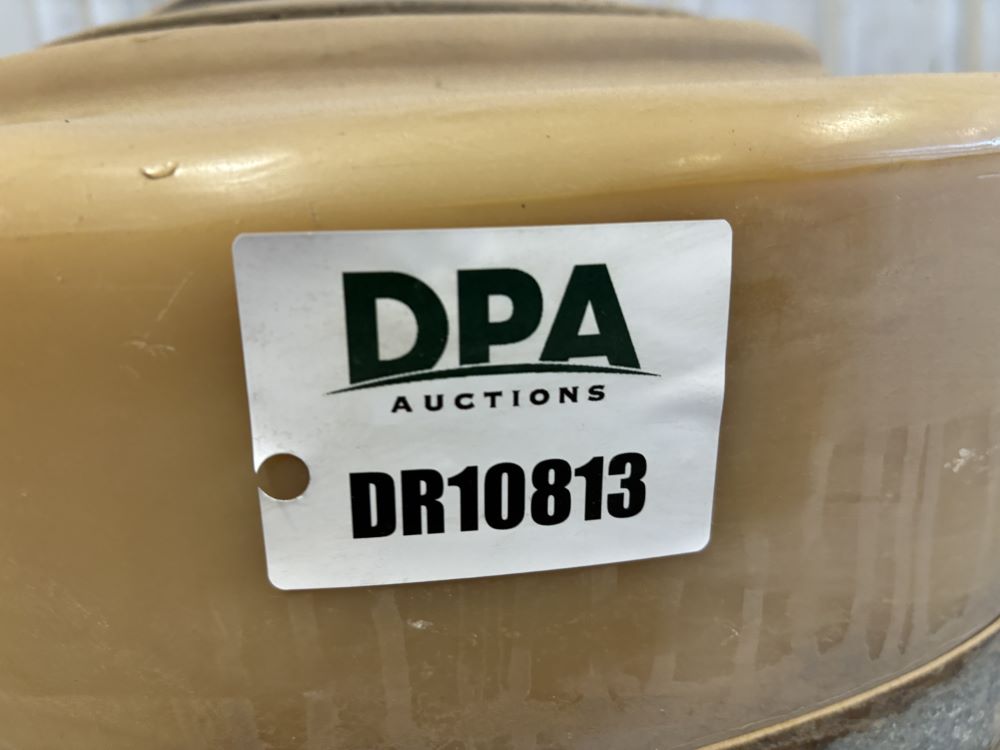 DPA
AUCTIONS
DR10813